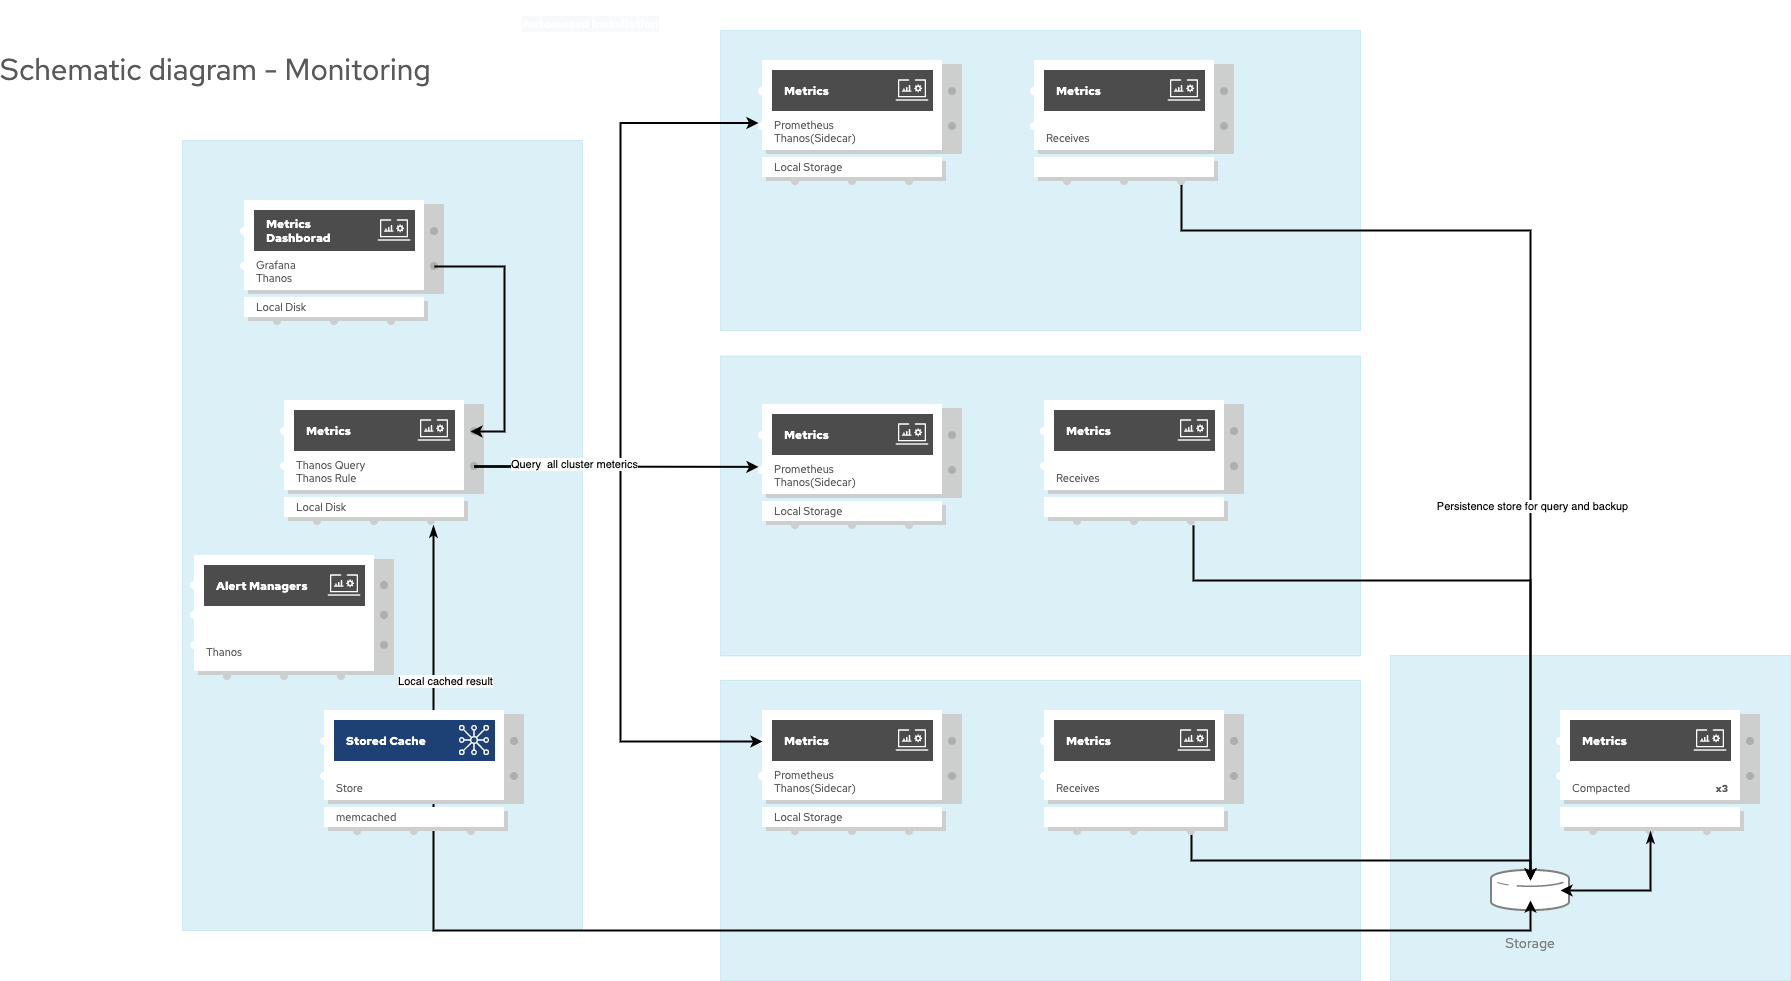 Automated Installation
Schematic diagram - Monitoring
Metrics
Dashborad
Grafana
Thanos
Local Disk
Metrics
Thanos Query
Thanos Rule
Local Disk
Alert Managers
Thanos
Local cached result
Stored Cache
Store
memcached
Query  all cluster meterics
Metrics
Prometheus
Thanos(Sidecar)
Local Storage
Metrics
Receives
Metrics
Prometheus
Thanos(Sidecar)
Local Storage
Metrics
Receives
Metrics
Prometheus
Thanos(Sidecar)
Local Storage
Metrics
Receives
Persistence store for query and backup
Metrics
Compacted
x3
Storage